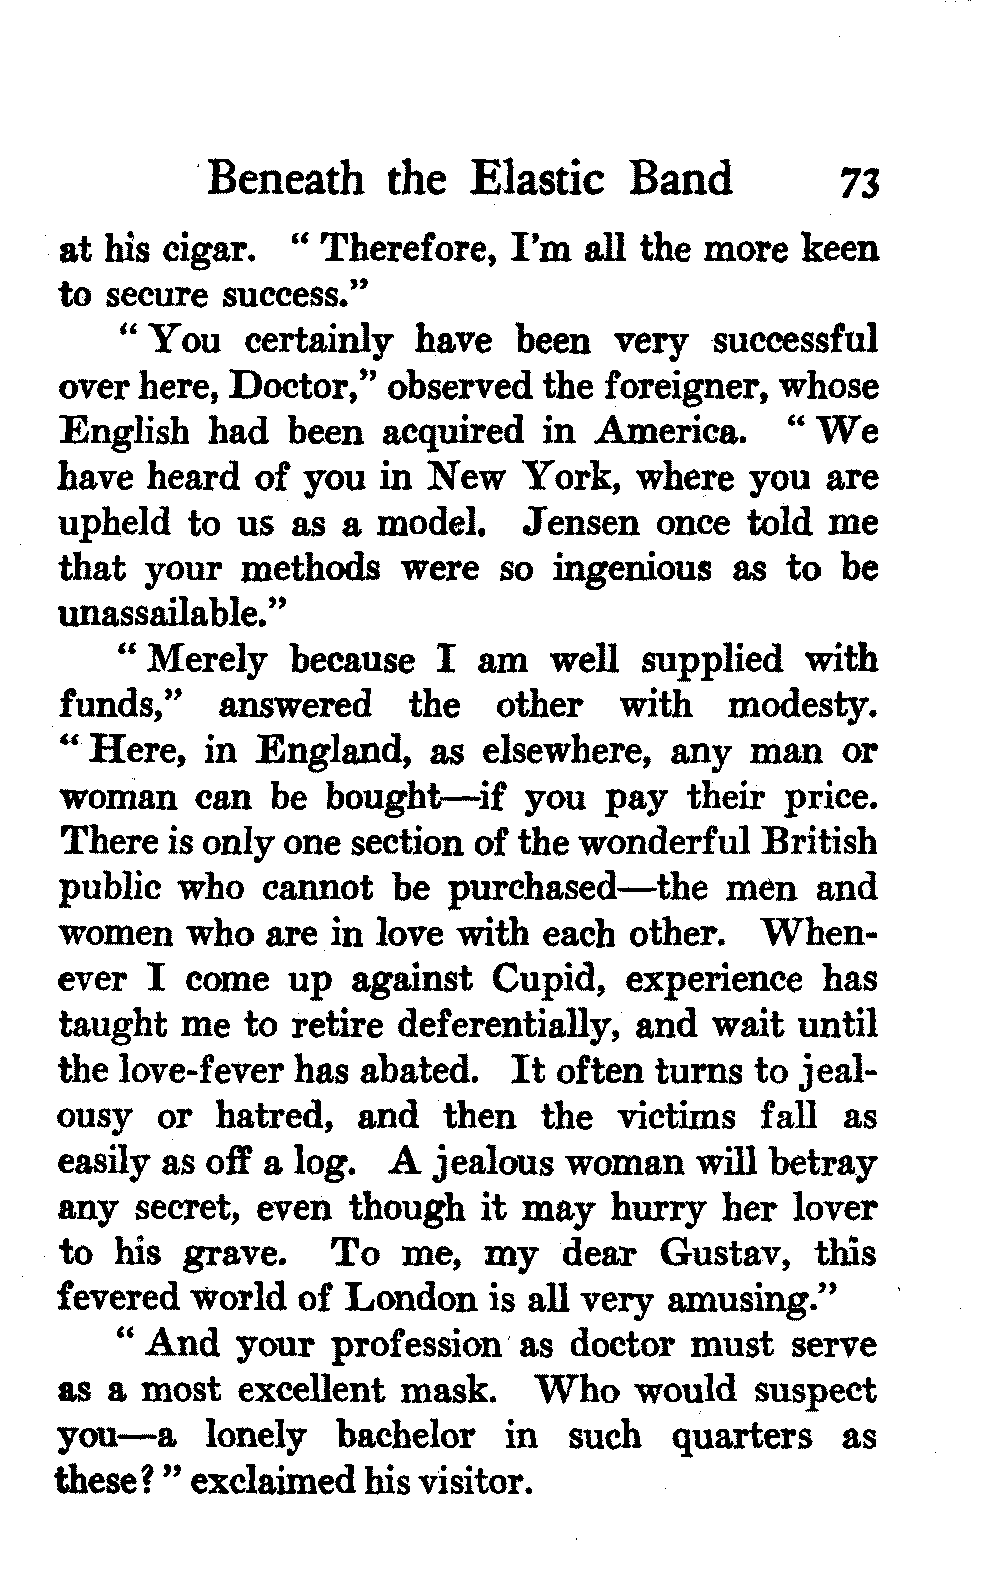 Beneath the Elastic Band 73
at his cigar. “ Therefore, I’m all the more keen
to secure success.”
“ You certainly have been very successful
over here, Doctor,” observed the foreigner, whose
English had been acquired in America. “ We
have heard of you in New York, where you are
upheld to us as a model. Jensen once told me
that your methods were so ingenious as to be
unassailable.”
“ Merely because I am well supplied with
funds,” answered the other with modesty.
“ Here, in England, as elsewhere, any man or
woman can be bought—if you pay their price.
There is only one section of the wonderful British
public who cannot be purchased—the men and
women who are in love with each other. When-
ever I come up against Cupid, experience has
taught me to retire deferentially, and wait until
the love-fever has abated. It often turns to jeal-
ousy or hatred, and then the victims fall as
easily as off a log. A jealous woman will betray
any secret, even though it may hurry her lover
to his grave. To me, my dear Gustav, this
fevered world of London is all very amusing.”
“ And your profession as doctor must serve
as a most excellent mask. Who would suspect
you—a lonely bachelor in such quarters as
these? ” exclaimed his visitor.